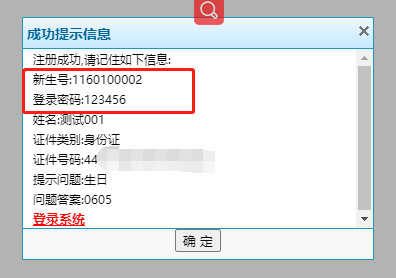 成功提示信息
注册成功,请记住如下信息:
新生号:1160100002
登录密码:123456
姓名:测试001
证件类别:身份证
证件号码:44
提示问题:生日
问题答案:0605
登录系统
确 定